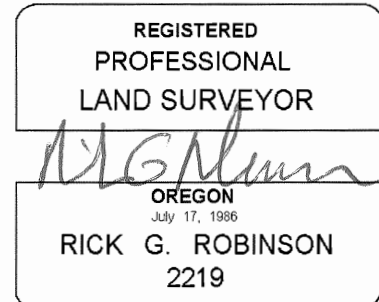 REGISTERED
PROFESSIONAL
LAND SURVEYOR
OREGON
July 17, 1986
RICK G. ROBINSON
2219